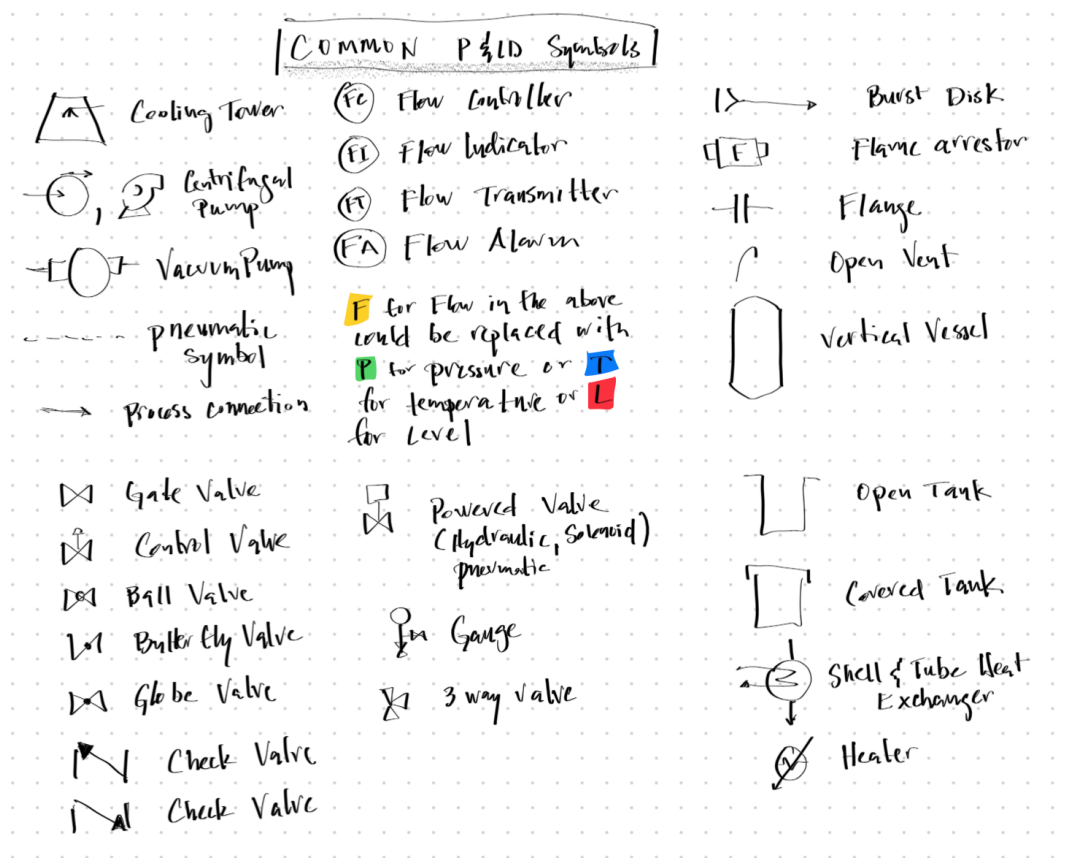 COMMON P&ID Symbols
Cooling Tower
Centrifugal
Pump
Vacuum Pump
pneumatic
symbol
Process connection
FC Flow Controller
FI Flow Indicator
FT Flow Transmitter
FA Flow Alarm
F for Flow in the above
could be replaced with
P for pressure or T
for temperature or L
for Level
Burst Disk
F Flame arrestor
Flange
Open Vent
Vertical Vessel
Gate Valve
Control Valve
Ball Valve
Butterfly Valve
Globe Valve
Check Valve
Check Valve
Powered Valve
(Hydraulic, Solenoid)
pneumatic
Gauge
3 way valve
Open Tank
Covered Tank
Shell & Tube Heat
Exchanger
Heater